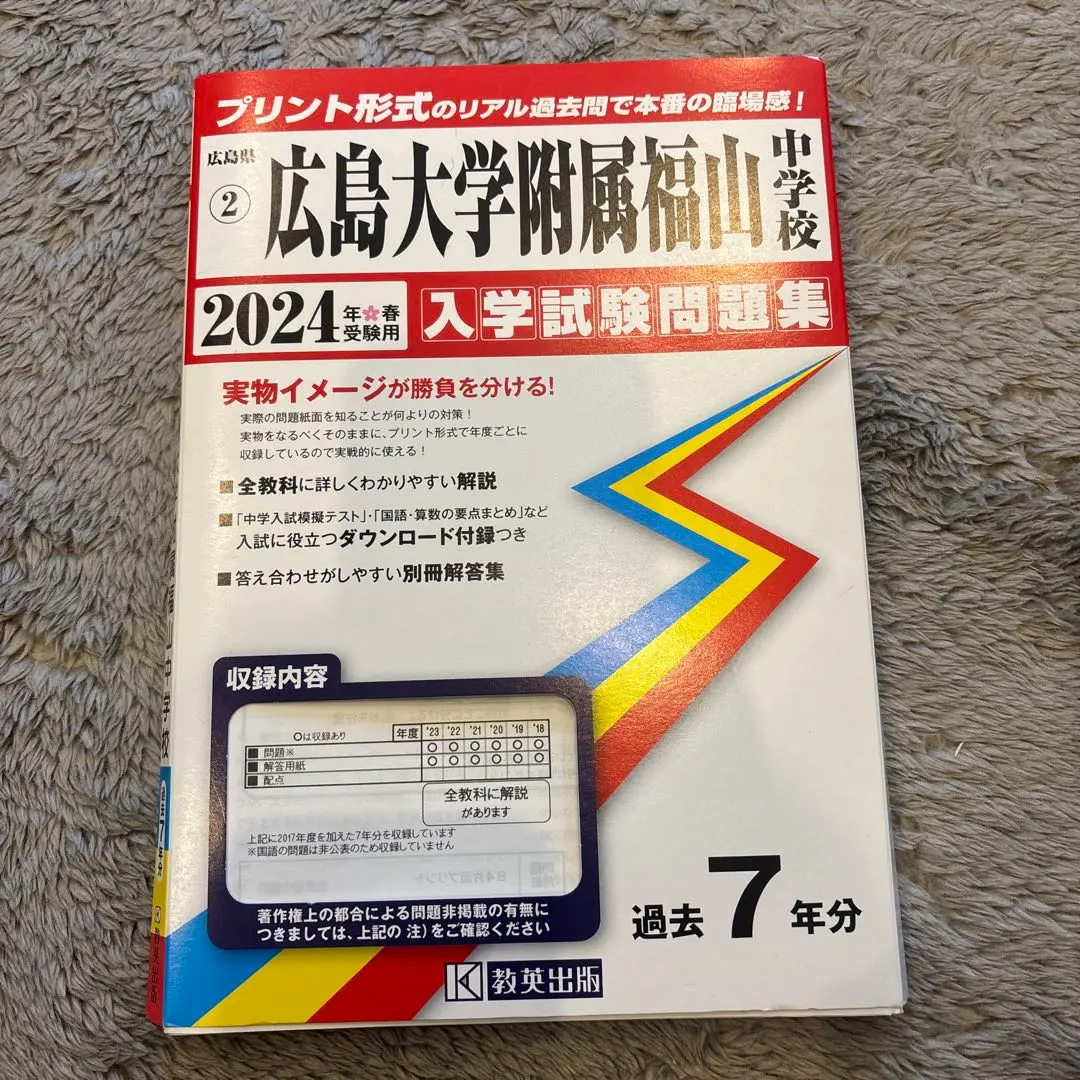 プリント形式のリアル過去問で本番の臨場感！
広島県
②
広島大学附属福山中学校
2024年春受験用
入学試験問題集
実物イメージが勝負を分ける！
実際の問題紙面を知ることが何よりの対策！
実物をなるべくそのままに、プリント形式で年度ごとに
収録しているので実戦的に使える！
全教科に詳しくわかりやすい解説
「中学入試模擬テスト」・「国語・算数の要点まとめ」など
入試に役立つダウンロード付録つき
答え合わせがしやすい別冊解答集
収録内容
○は収録あり 年度 '23 '22 '21 '20 '19 '18
■ 問題※ ○ ○ ○ ○ ○ ○
■ 解答用紙 ○ ○ ○ ○ ○ ○
■ 配点
全教科に解説
があります
上記に2017年度を加えた7年分を収録しています
※国語の問題は非公表のため収録していません
著作権上の都合による問題非掲載の有無に
つきましては、上記の 注）をご確認ください
過去7年分
教英出版
福山中学校
過去7年分
教英出版